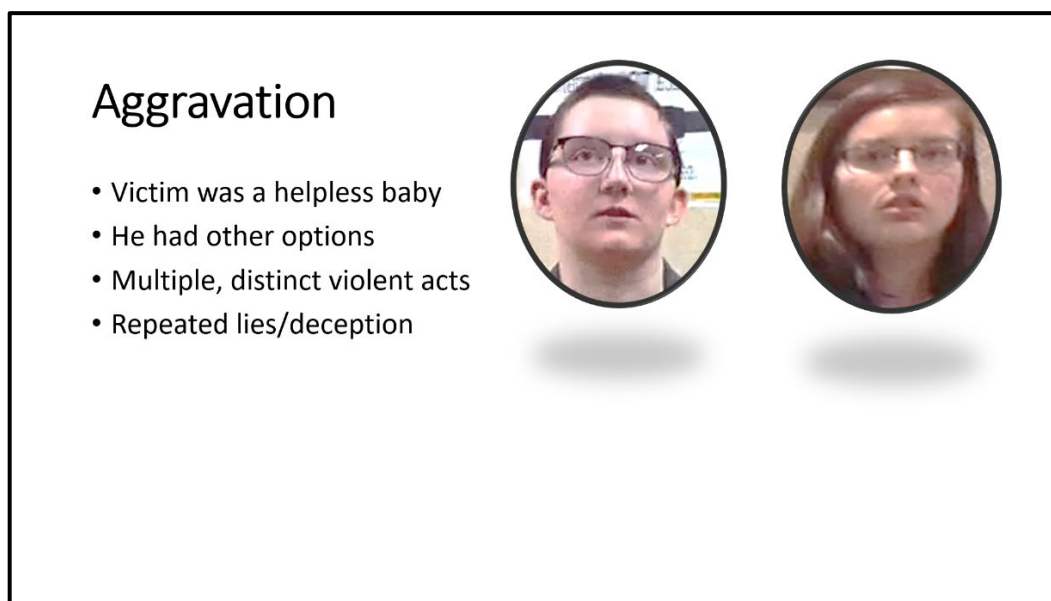 Aggravation
• Victim was a helpless baby
• He had other options
• Multiple, distinct violent acts
• Repeated lies/deception